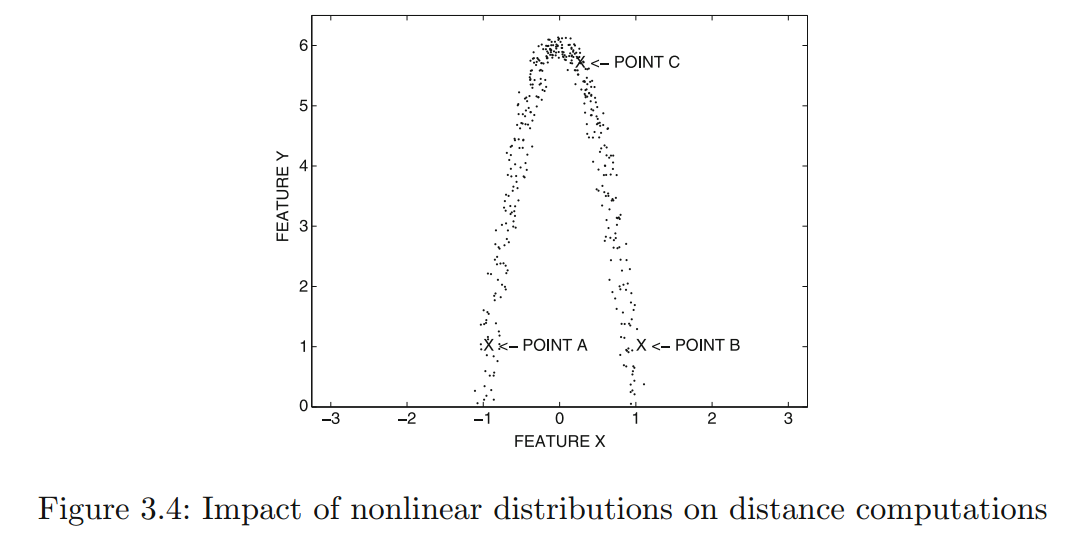 6
X <– POINT C
5
4
FEATURE Y
3
2
1
X <– POINT A
X <– POINT B
0
–3 –2 –1 0 1 2 3
FEATURE X
Figure 3.4: Impact of nonlinear distributions on distance computations